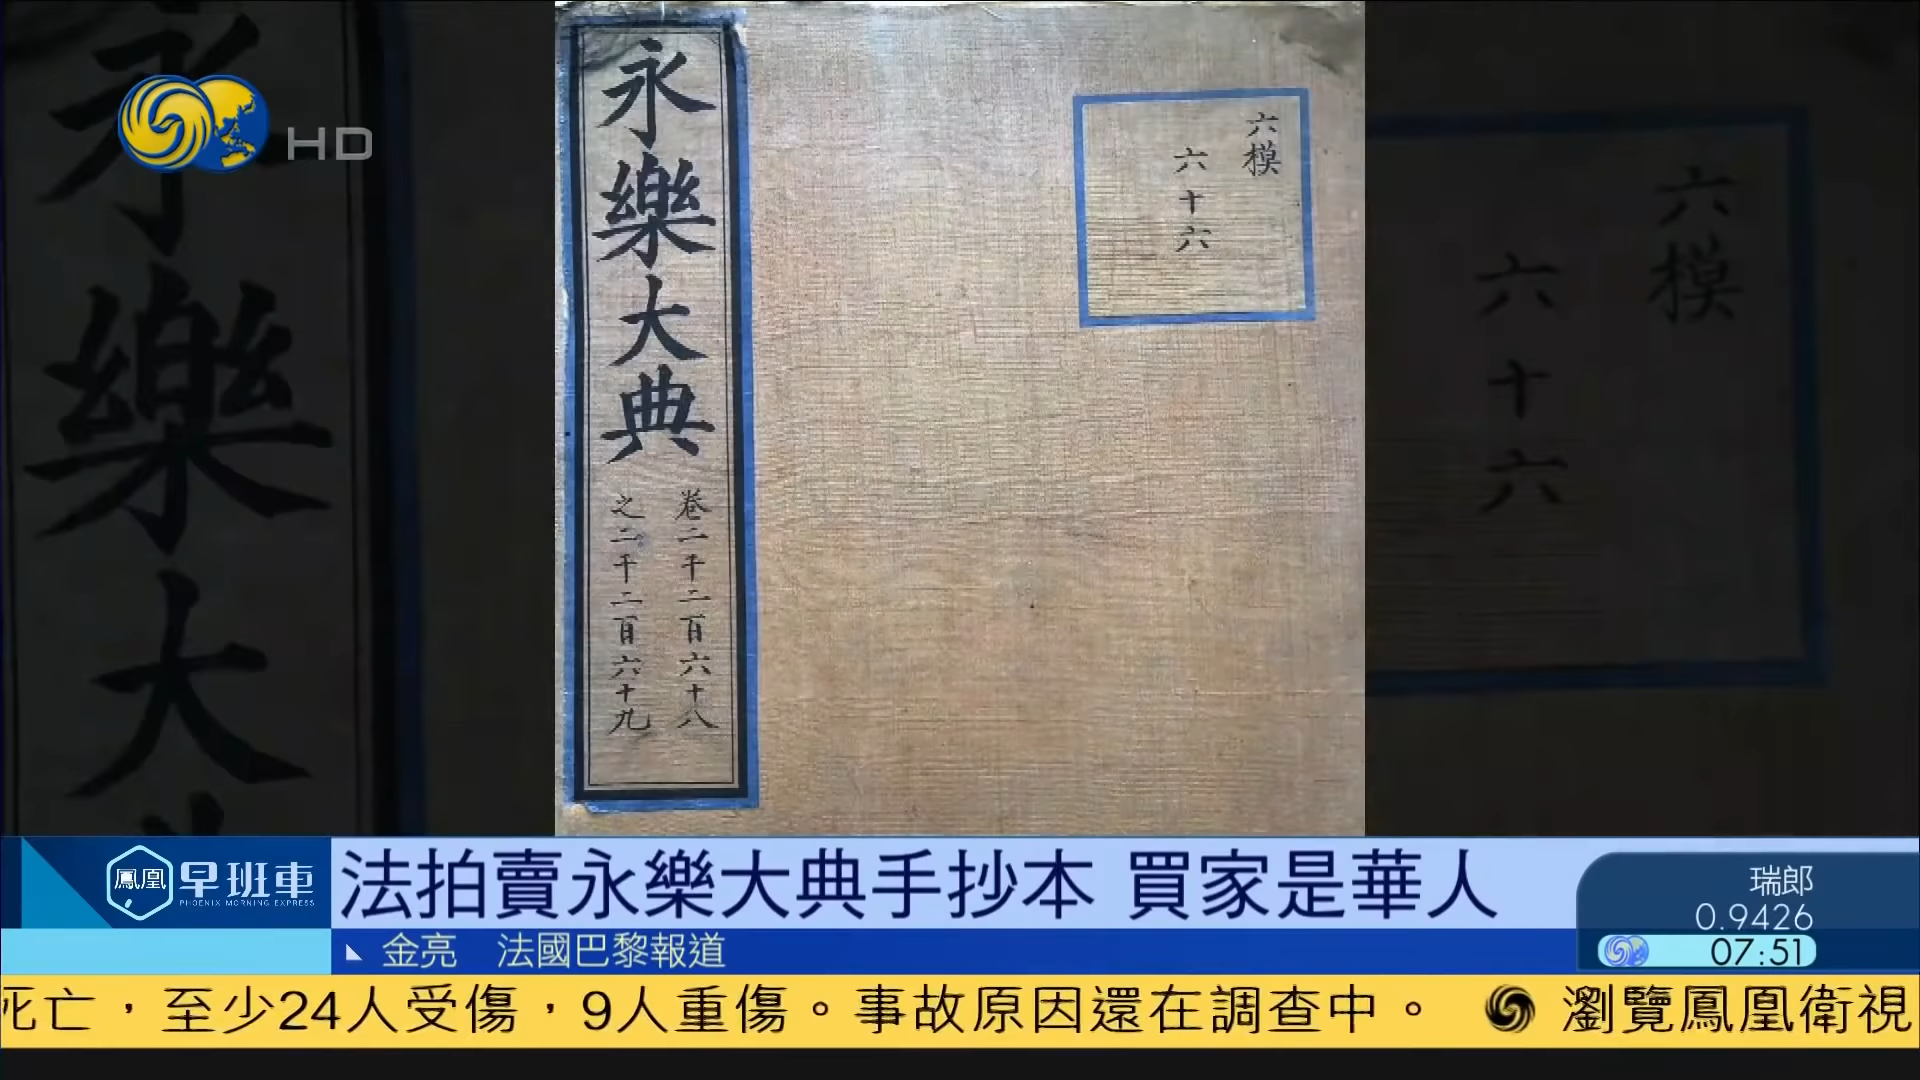 HD
永樂大典
卷二千二百六十八
之二千二百六十九
六模
六十六
鳳凰
早班車
PHOENIX MORNING EXPRESS
法拍賣永樂大典手抄本 買家是華人
金亮 法國巴黎報道
瑞郎
0.9426
07:51
死亡，至少24人受傷，9人重傷。事故原因還在調查中。 瀏覽鳳凰衛視